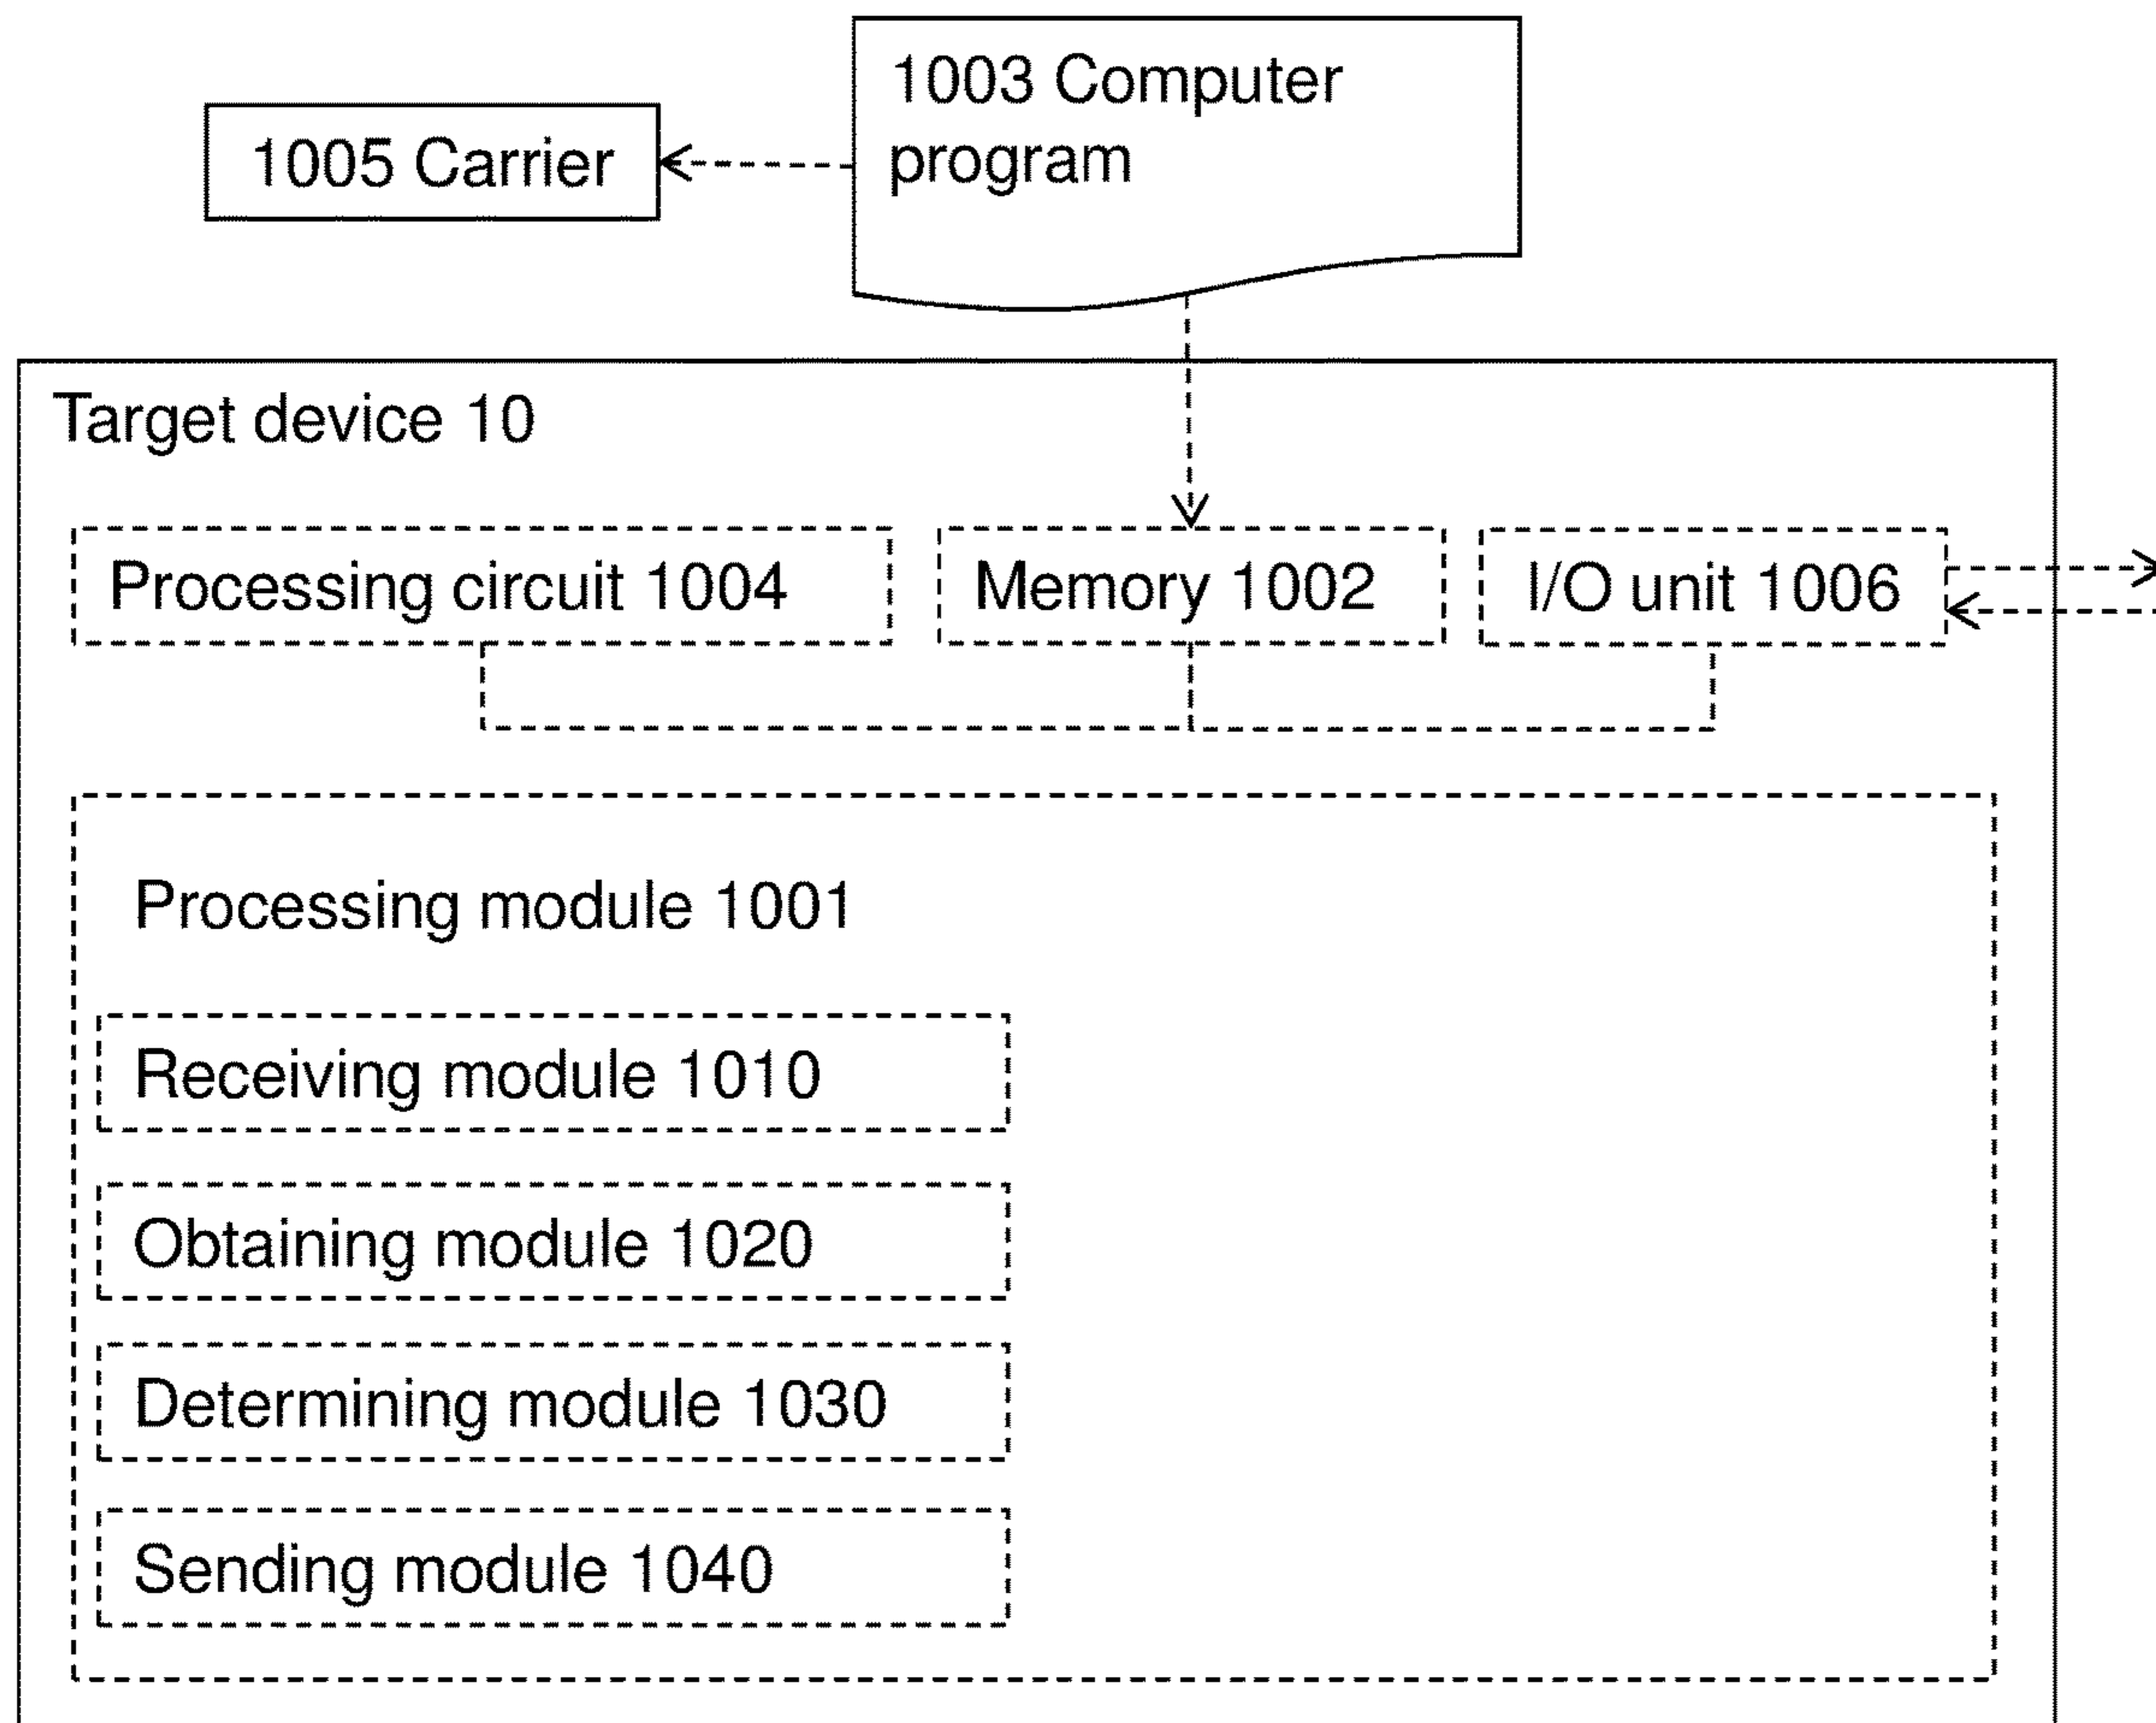 1003 Computer
program
1005 Carrier
Target device 10
Processing circuit 1004
Memory 1002
I/O unit 1006
Processing module 1001
Receiving module 1010
Obtaining module 1020
Determining module 1030
Sending module 1040